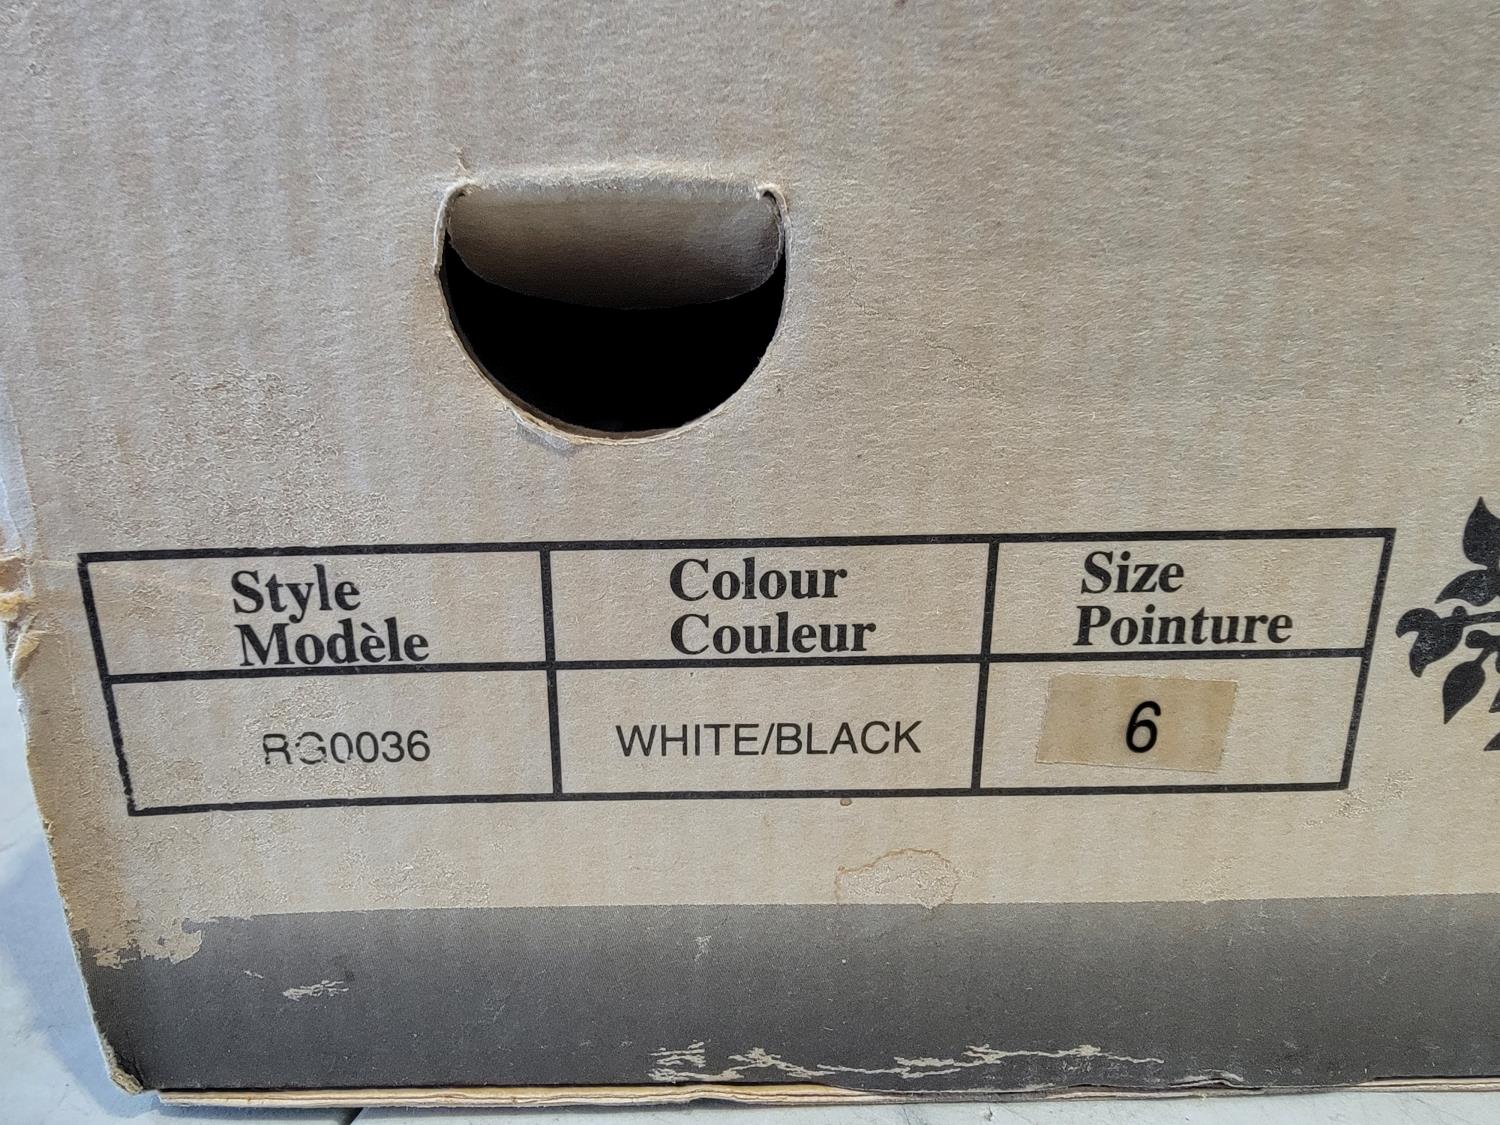 Style
Modèle
Colour
Couleur
Size
Pointure
RG0036
WHITE/BLACK
6